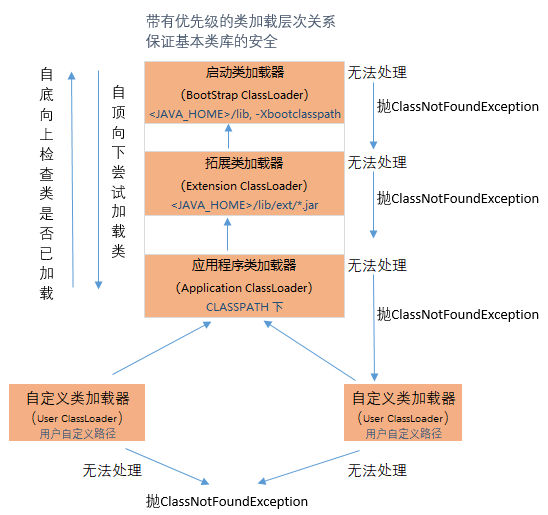 带有优先级的类加载层次关系
保证基本类库的安全
自底向上检查类是否已加载
自顶向下尝试加载类
启动类加载器
（BootStrap ClassLoader）
<JAVA_HOME>/lib, -Xbootclasspath
无法处理
抛ClassNotFoundException
拓展类加载器
（Extension ClassLoader）
<JAVA_HOME>/lib/ext/*.jar
无法处理
抛ClassNotFoundException
应用程序类加载器
（Application ClassLoader）
CLASSPATH 下
无法处理
抛ClassNotFoundException
自定义类加载器
（User ClassLoader）
用户自定义路径
自定义类加载器
（User ClassLoader）
用户自定义路径
无法处理
无法处理
抛ClassNotFoundException